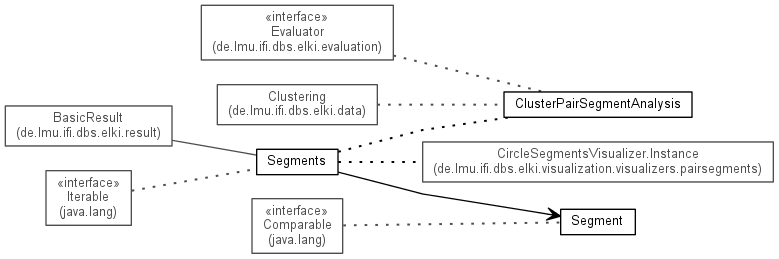 «interface»
Evaluator
(de.lmu.ifi.dbs.elki.evaluation)
Clustering
(de.lmu.ifi.dbs.elki.data)
ClusterPairSegmentAnalysis
BasicResult
(de.lmu.ifi.dbs.elki.result)
Segments
CircleSegmentsVisualizer.Instance
(de.lmu.ifi.dbs.elki.visualization.visualizers.pairsegments)
«interface»
Iterable
(java.lang)
«interface»
Comparable
(java.lang)
Segment